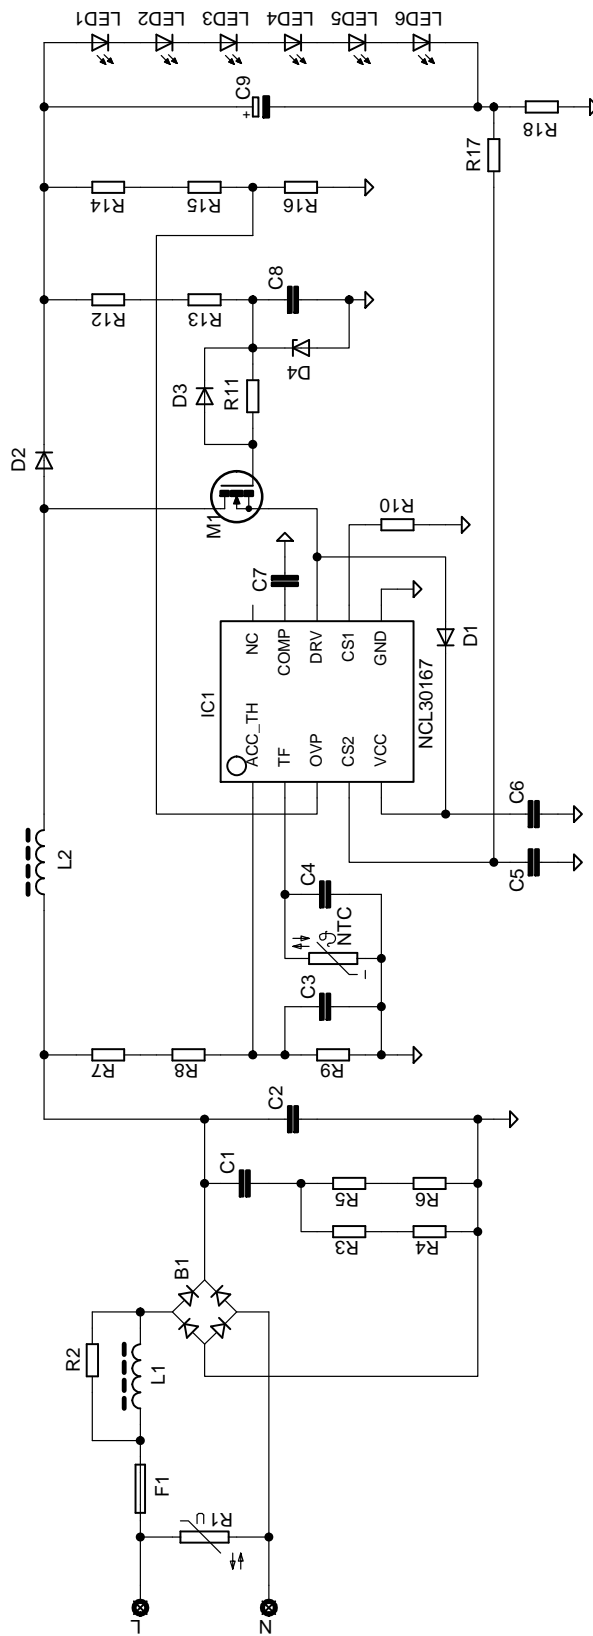 L
N
R1
U
F1
R2
L1
B1
R3
R4
R5
R6
C1
C2
R7
R8
R9
C3
ϑ
NTC
C4
L2
C5
C6
IC1
ACC_TH
TF
OVP
CS2
VCC
NC
COMP
DRV
CS1
GND
NCL30167
D1
C7
R10
M1
D2
D3
R11
D4
R12
R13
C8
R14
R15
R16
R17
R18
+
C9
LED1
LED2
LED3
LED4
LED5
LED6